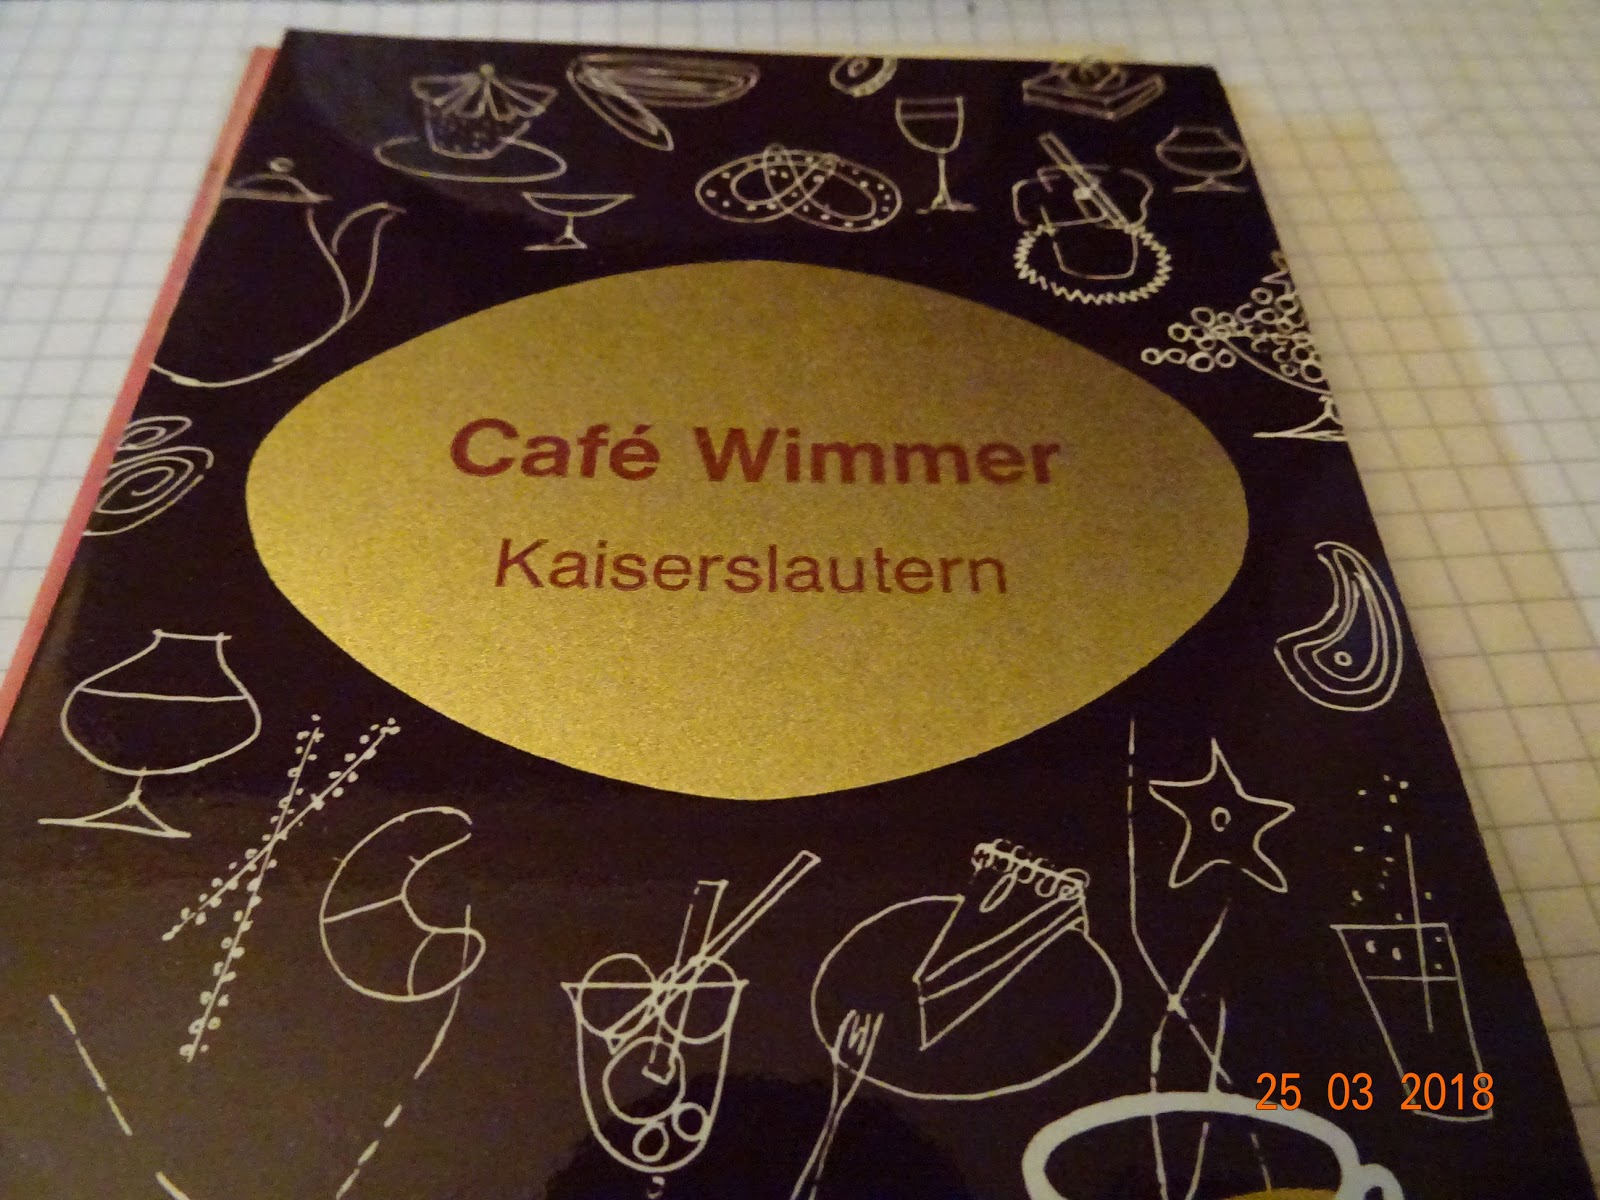 Café Wimmer
Kaiserslautern
25 03 2018